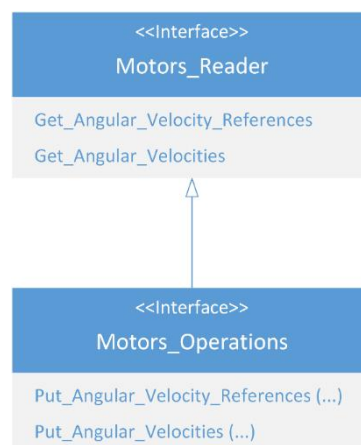 <<Interface>>
Motors_Reader
Get_Angular_Velocity_References
Get_Angular_Velocities
<<Interface>>
Motors_Operations
Put_Angular_Velocity_References (...)
Put_Angular_Velocities (...)